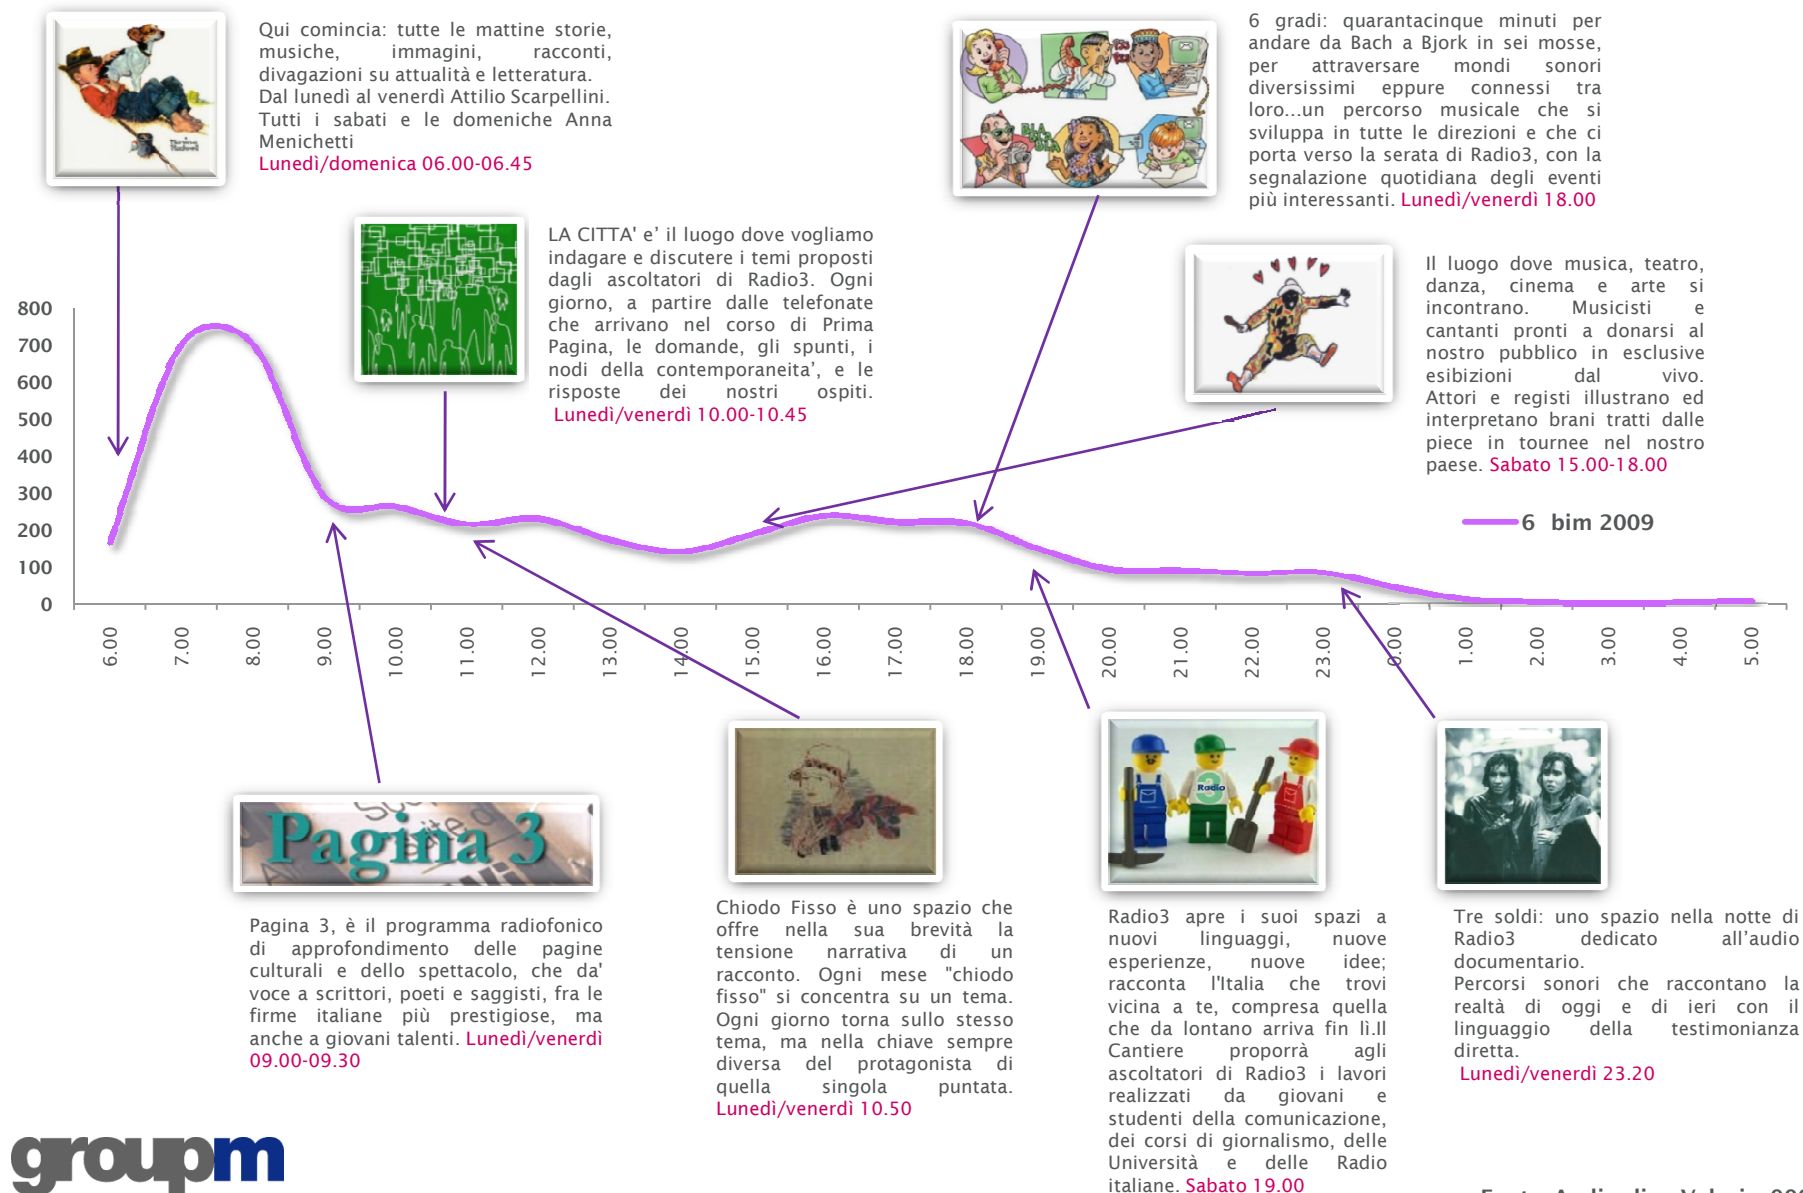 Qui comincia: tutte le mattine storie,
musiche, immagini, racconti,
divagazioni su attualità e letteratura.
Dal lunedì al venerdì Attilio Scarpellini.
Tutti i sabati e le domeniche Anna
Menichetti
Lunedì/domenica 06.00-06.45
6 gradi: quarantacinque minuti per
andare da Bach a Bjork in sei mosse,
per attraversare mondi sonori
diversissimi eppure connessi tra
loro...un percorso musicale che si
sviluppa in tutte le direzioni e che ci
porta verso la serata di Radio3, con la
segnalazione quotidiana degli eventi
più interessanti. Lunedì/venerdì 18.00
LA CITTA' e' il luogo dove vogliamo
indagare e discutere i temi proposti
dagli ascoltatori di Radio3. Ogni
giorno, a partire dalle telefonate
che arrivano nel corso di Prima
Pagina, le domande, gli spunti, i
nodi della contemporaneita', e le
risposte dei nostri ospiti.
Lunedì/venerdì 10.00-10.45
Il luogo dove musica, teatro,
danza, cinema e arte si
incontrano. Musicisti e
cantanti pronti a donarsi al
nostro pubblico in esclusive
esibizioni dal vivo.
Attori e registi illustrano ed
interpretano brani tratti dalle
piece in tournee nel nostro
paese. Sabato 15.00-18.00
800
700
600
500
400
300
200
100
0
6 bim 2009
6.00
7.00
8.00
9.00
10.00
11.00
12.00
13.00
14.00
15.00
16.00
17.00
18.00
19.00
20.00
21.00
22.00
23.00
0.00
1.00
2.00
3.00
4.00
5.00
BLA BLA BLA
Pagina 3
Radio 3
Pagina 3, è il programma radiofonico
di approfondimento delle pagine
culturali e dello spettacolo, che da'
voce a scrittori, poeti e saggisti, fra le
firme italiane più prestigiose, ma
anche a giovani talenti. Lunedì/venerdì
09.00-09.30
Chiodo Fisso è uno spazio che
offre nella sua brevità la
tensione narrativa di un
racconto. Ogni mese "chiodo
fisso" si concentra su un tema.
Ogni giorno torna sullo stesso
tema, ma nella chiave sempre
diversa del protagonista di
quella singola puntata.
Lunedì/venerdì 10.50
Radio3 apre i suoi spazi a
nuovi linguaggi, nuove
esperienze, nuove idee;
racconta l'Italia che trovi
vicina a te, compresa quella
che da lontano arriva fin lì.Il
Cantiere proporrà agli
ascoltatori di Radio3 i lavori
realizzati da giovani e
studenti della comunicazione,
dei corsi di giornalismo, delle
Università e delle Radio
italiane. Sabato 19.00
Tre soldi: uno spazio nella notte di
Radio3 dedicato all'audio
documentario.
Percorsi sonori che raccontano la
realtà di oggi e di ieri con il
linguaggio della testimonianza
diretta.
Lunedì/venerdì 23.20
groupm